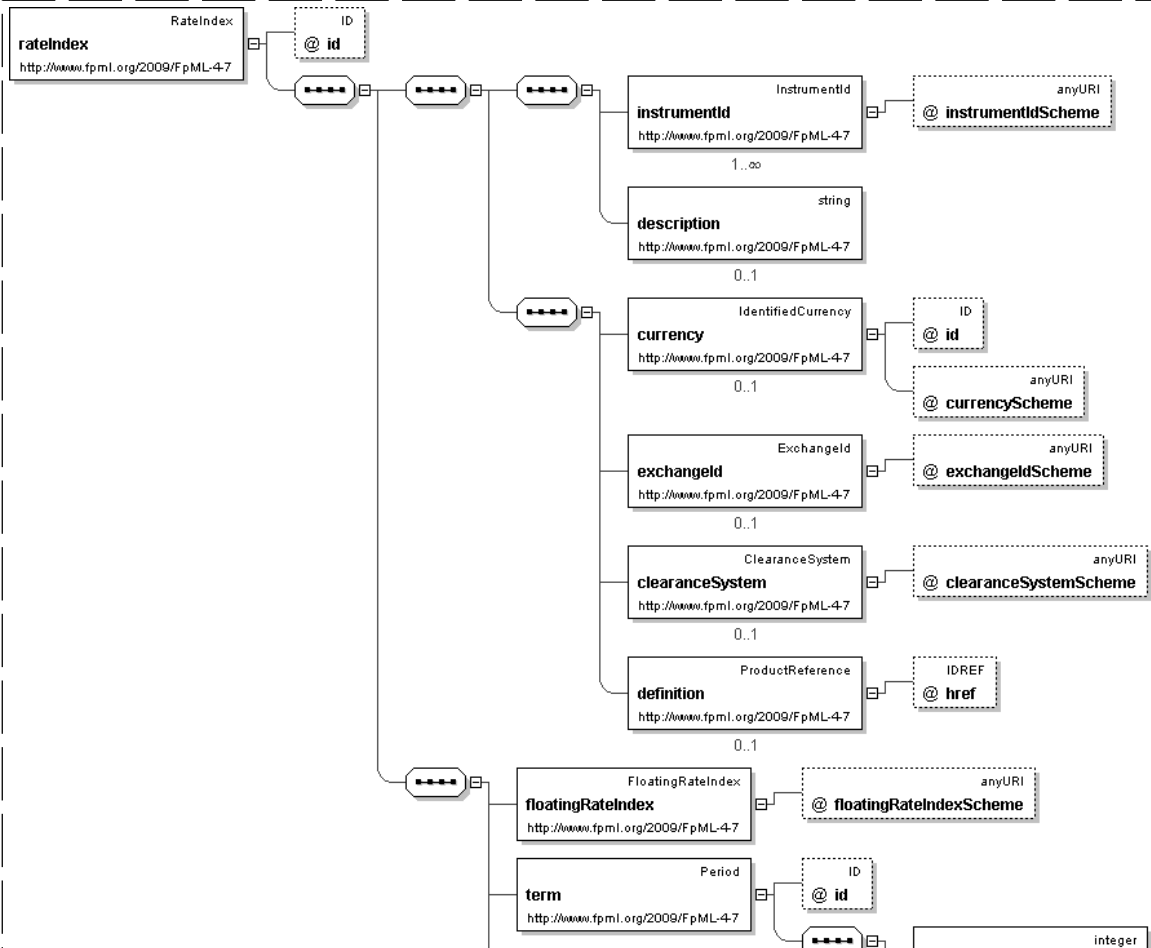 RateIndex
rateIndex
http://www.fpml.org/2009/FpML-4-7
ID
@ id
InstrumentId
instrumentId
http://www.fpml.org/2009/FpML-4-7
1..∞
anyURI
@ instrumentIdScheme
string
description
http://www.fpml.org/2009/FpML-4-7
0..1
IdentifiedCurrency
currency
http://www.fpml.org/2009/FpML-4-7
0..1
ID
@ id
anyURI
@ currencyScheme
ExchangeId
exchangeId
http://www.fpml.org/2009/FpML-4-7
0..1
anyURI
@ exchangeIdScheme
ClearanceSystem
clearanceSystem
http://www.fpml.org/2009/FpML-4-7
0..1
anyURI
@ clearanceSystemScheme
ProductReference
definition
http://www.fpml.org/2009/FpML-4-7
0..1
IDREF
@ href
FloatingRateIndex
floatingRateIndex
http://www.fpml.org/2009/FpML-4-7
anyURI
@ floatingRateIndexScheme
Period
term
http://www.fpml.org/2009/FpML-4-7
ID
@ id
integer